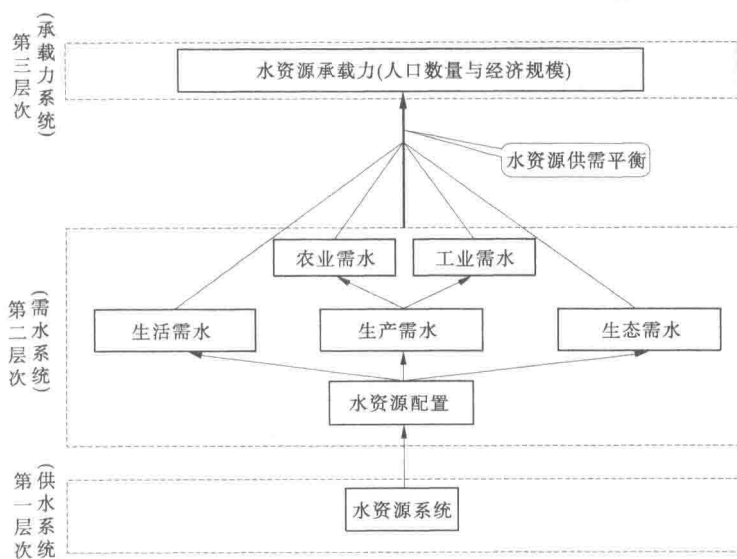 第三层次
(承载力系统)
水资源承载力(人口数量与经济规模)
水资源供需平衡
第二层次
(需水系统)
农业需水
工业需水
生活需水
生产需水
生态需水
水资源配置
第一层次
(供水系统
水资源系统